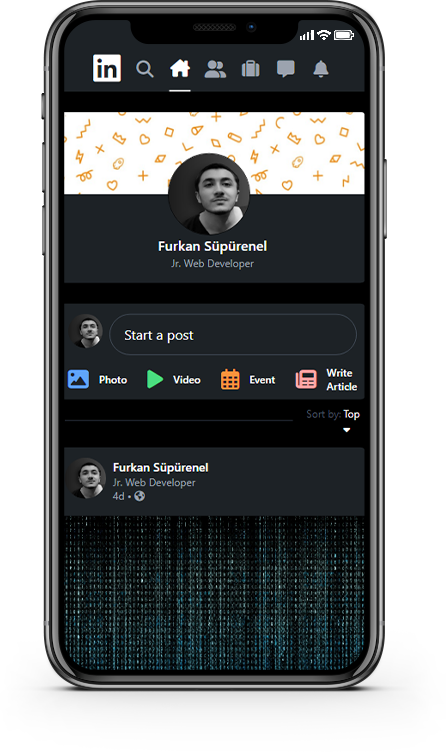 in
Furkan Süpürenel
Jr. Web Developer
Start a post
Photo
Video
Event
Write
Article
Sort by: Top
Furkan Süpürenel
Jr. Web Developer
4d •